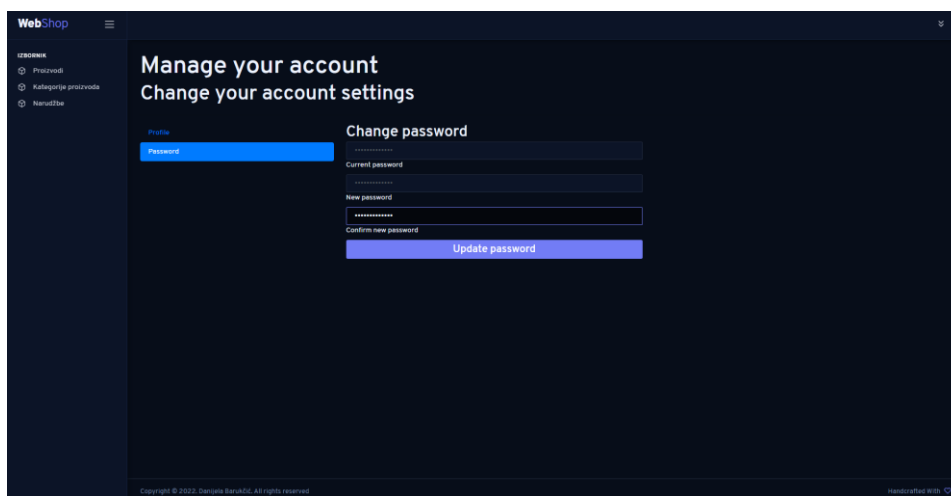 WebShop
IZBORNIK
Proizvodi
Kategorije proizvoda
Narudžbe
Manage your account
Change your account settings
Profile
Password
Change password
Current password
New password
Confirm new password
Update password
Copyright © 2022. Danijela Barukčić, All rights reserved
Handcrafted With